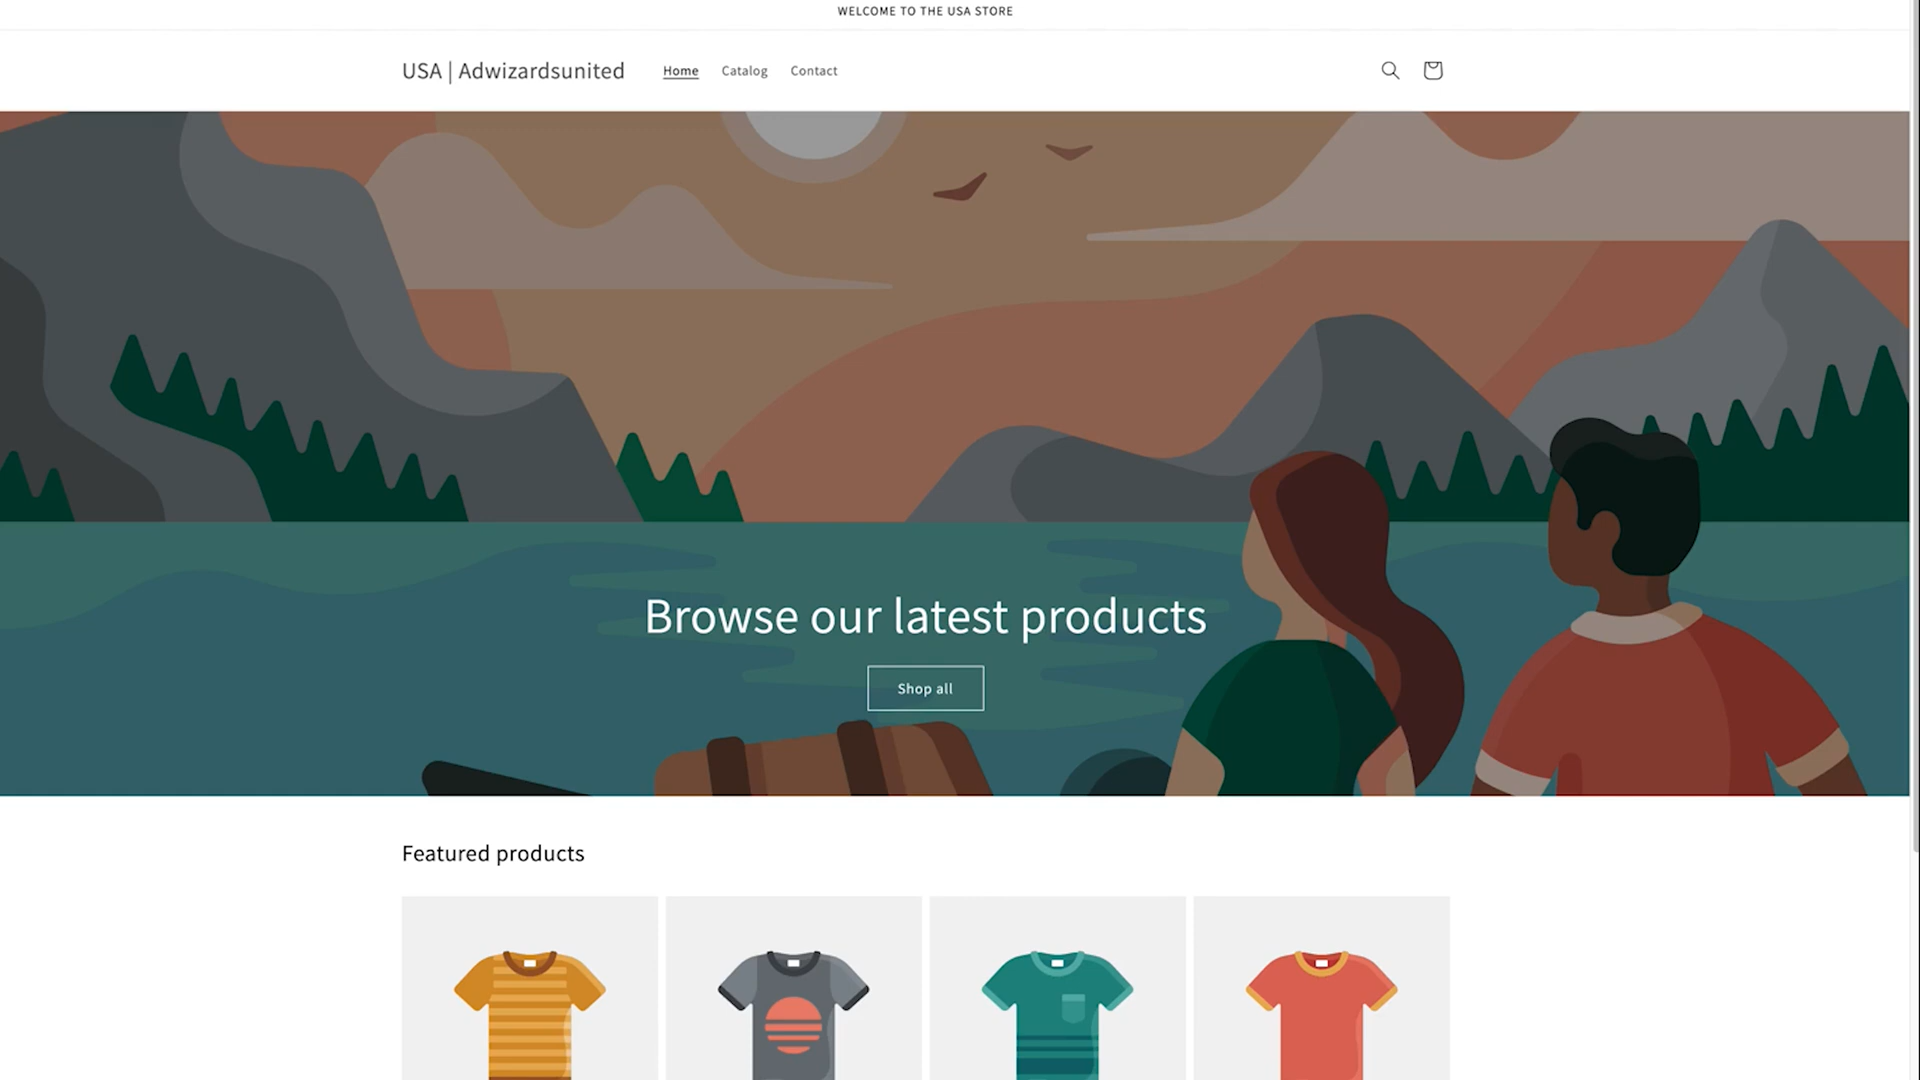 WELCOME TO THE USA STORE
USA | Adwizardsunited
Home Catalog Contact
Browse our latest products
Shop all
Featured products